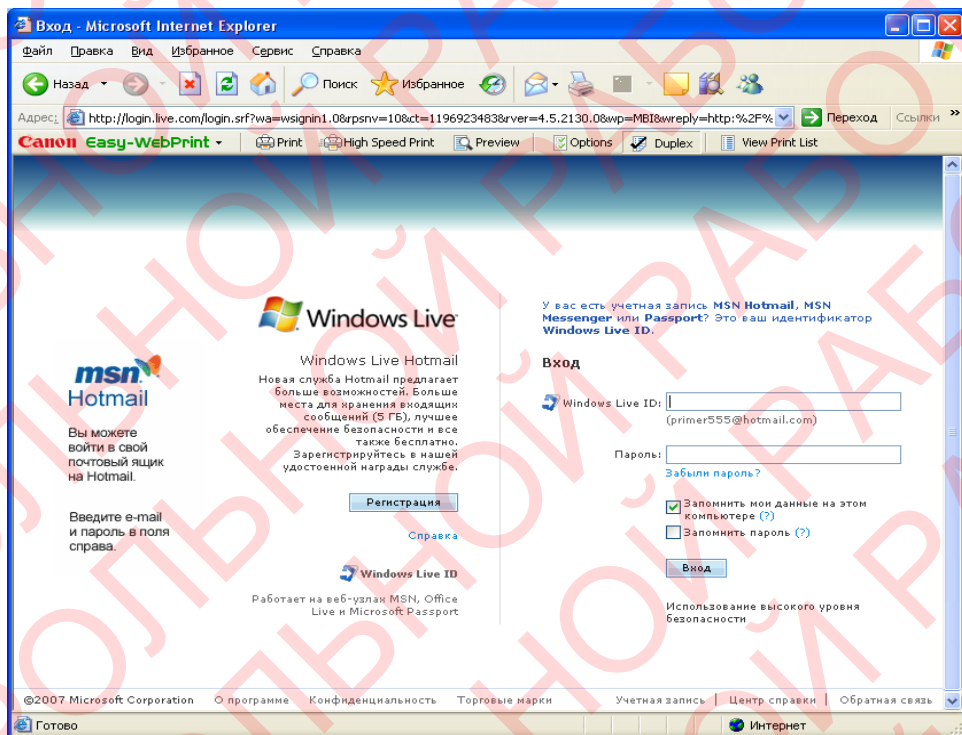 Вход - Microsoft Internet Explorer
Файл Правка Вид Избранное Сервис Справка
Назад Поиск Избранное
Адрес: http://login.live.com/login.srf?wa=wsignin1.0&rpsnv=10&ct=1196923483&rver=4.5.2130.0&wp=MBI&wreply=http:%2F% Переход Ссылки »
Canon Easy-WebPrint Print High Speed Print Preview Options Duplex View Print List
Windows Live
У вас есть учетная запись MSN Hotmail, MSN
Messenger или Passport? Это ваш идентификатор
Windows Live ID.
msn
Hotmail
Вы можете
войти в свой
почтовый ящик
на Hotmail.
Введите e-mail
и пароль в поля
справа.
Windows Live Hotmail
Новая служба Hotmail предлагает
больше возможностей. Больше
места для хранения входящих
сообщений (5 ГБ), лучшее
обеспечение безопасности и все
также бесплатно.
Зарегистрируйтесь в нашей
удостоенной награды службе.
Регистрация
Справка
Windows Live ID
Работает на веб-узлах MSN, Office
Live и Microsoft Passport
Вход
Windows Live ID:
(primer555@hotmail.com)
Пароль:
Забыли пароль?
Запомнить мои данные на этом
компьютере (?)
Запомнить пароль (?)
Вход
Использование высокого уровня
безопасности
©2007 Microsoft Corporation О программе Конфиденциальность Торговые марки Учетная запись | Центр справки | Обратная связь
Готово Интернет